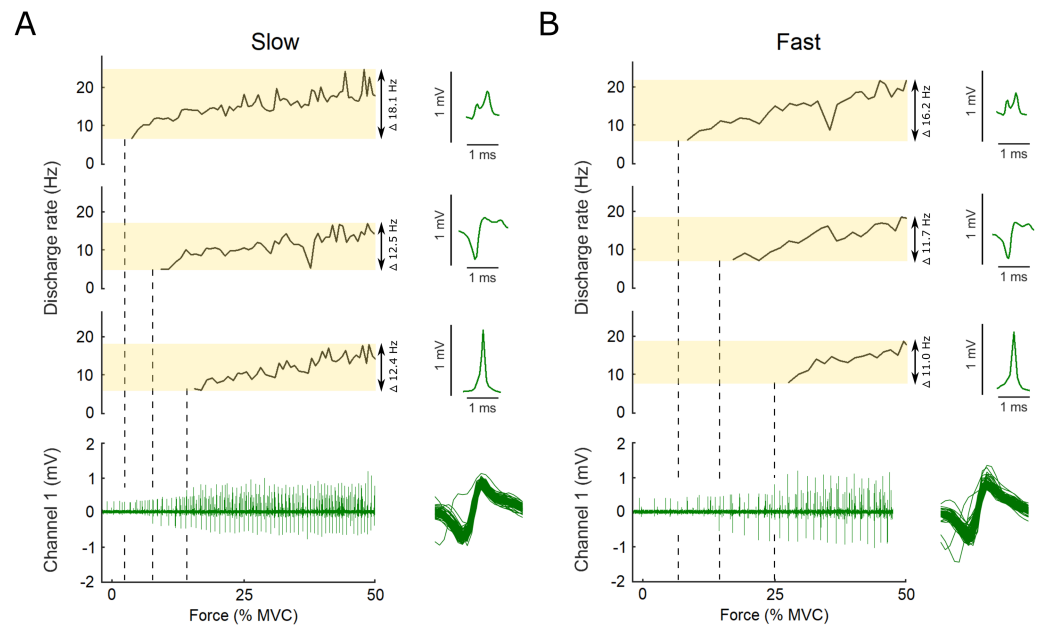 A
Slow
Discharge rate (Hz)
20
10
0
Δ 18.1 Hz
1 mV
1 ms
20
10
0
Δ 12.5 Hz
1 mV
1 ms
20
10
0
Δ 12.4 Hz
1 mV
1 ms
Channel 1 (mV)
2
1
0
-1
-2
0 25 50
Force (% MVC)
B
Fast
Discharge rate (Hz)
20
10
0
Δ 16.2 Hz
1 mV
1 ms
20
10
0
Δ 11.7 Hz
1 mV
1 ms
20
10
0
Δ 11.0 Hz
1 mV
1 ms
Channel 1 (mV)
2
1
0
-1
-2
0 25 50
Force (% MVC)